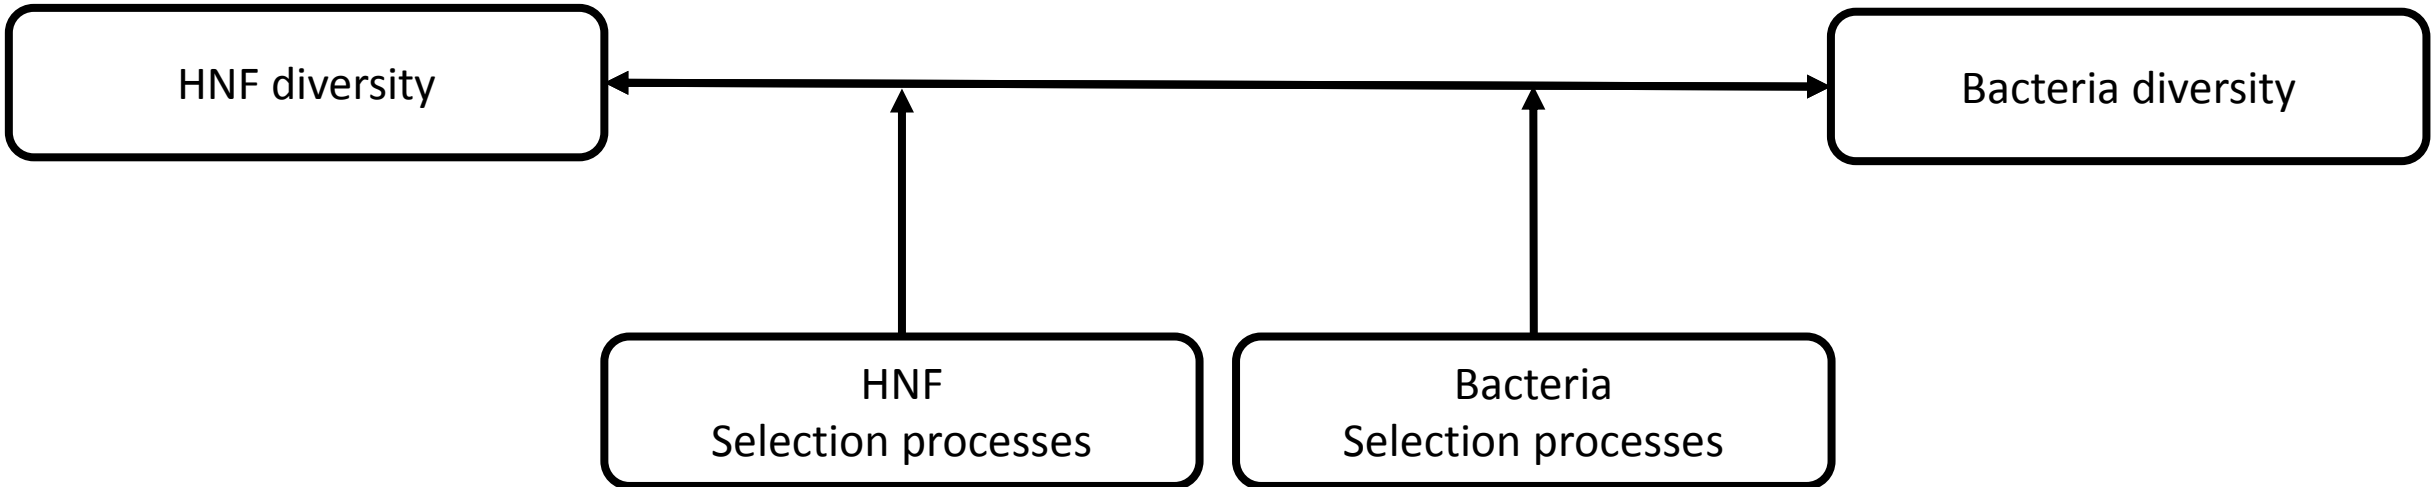 HNF diversity
Bacteria diversity
HNF
Selection processes
Bacteria
Selection processes